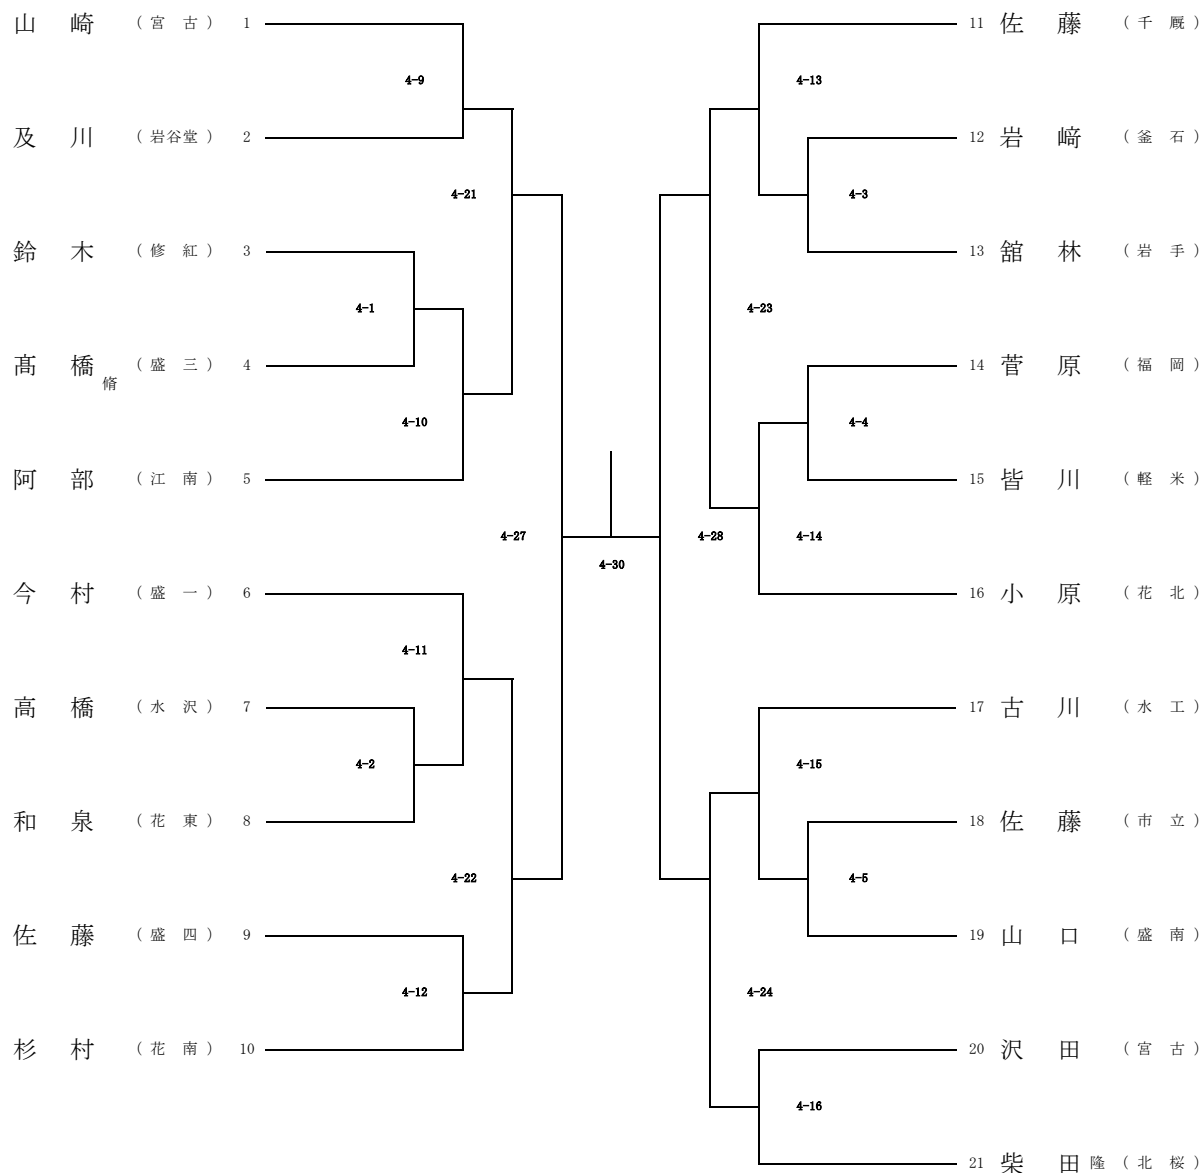 山 崎 （ 宮 古 ） 1
4-9
及 川 （ 岩谷堂 ） 2
4-21
鈴 木 （ 修 紅 ） 3
4-1
髙 橋 脩 （ 盛 三 ） 4
4-10
阿 部 （ 江 南 ） 5
4-27
今 村 （ 盛 一 ） 6
4-11
高 橋 （ 水 沢 ） 7
4-2
和 泉 （ 花 東 ） 8
4-22
佐 藤 （ 盛 四 ） 9
4-12
杉 村 （ 花 南 ） 10
4-30
11 佐 藤 （ 千 厩 ）
4-13
12 岩 﨑 （ 釜 石 ）
4-3
13 舘 林 （ 岩 手 ）
4-23
14 菅 原 （ 福 岡 ）
4-4
15 皆 川 （ 軽 米 ）
4-28
4-14
16 小 原 （ 花 北 ）
17 古 川 （ 水 工 ）
4-15
18 佐 藤 （ 市 立 ）
4-5
19 山 口 （ 盛 南 ）
4-24
20 沢 田 （ 宮 古 ）
4-16
21 柴 田 隆 （ 北 桜 ）